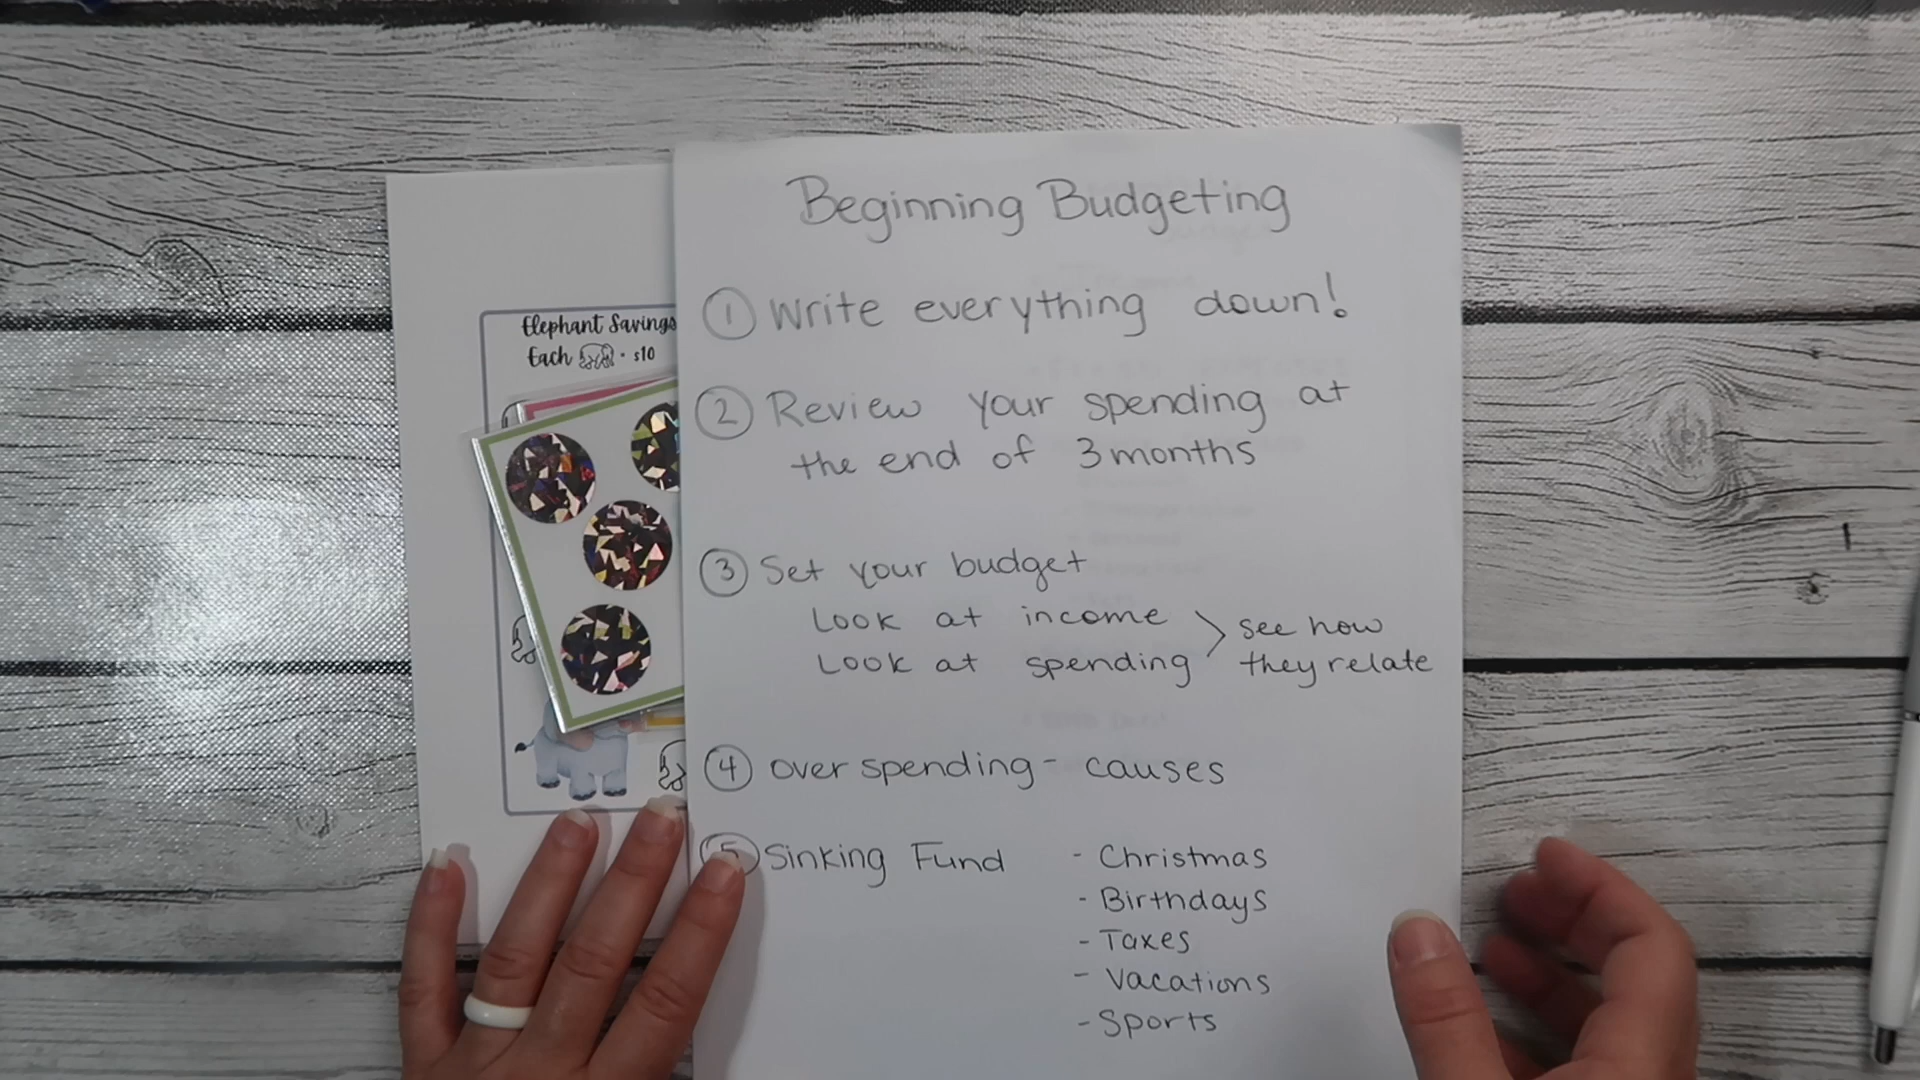 Beginning Budgeting
1 Write everything down!
2 Review your spending at
the end of 3 months
3 Set your budget
Look at income
Look at spending
see how
they relate
4 over spending - causes
5 Sinking Fund
- Christmas
- Birthdays
- Taxes
- Vacations
- Sports
Elephant Savings
Each - $10